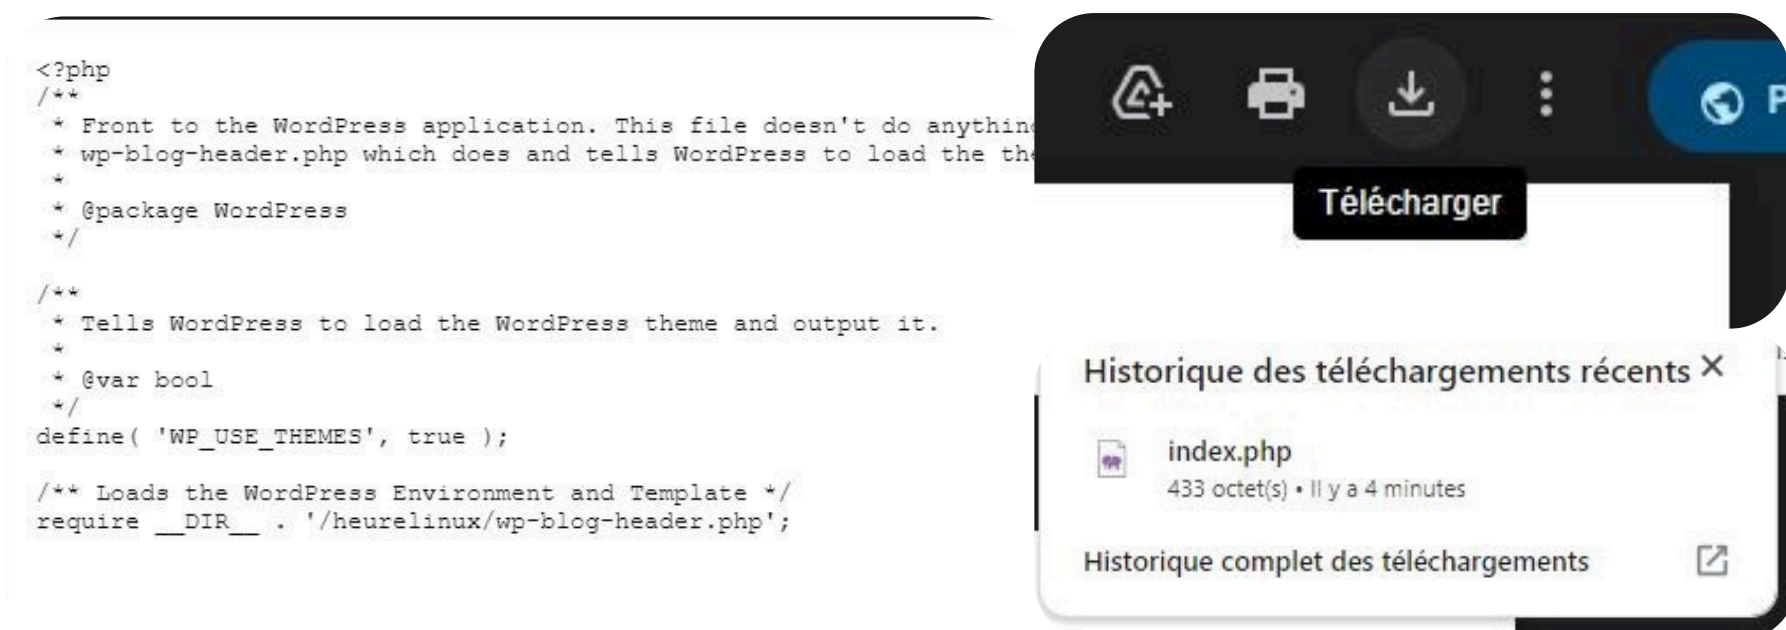 <?php
/**
 * Front to the WordPress application. This file doesn't do
 * wp-blog-header.php which does and tells WordPress to load
 *
 * @package WordPress
 */
/**
 * Tells WordPress to load the WordPress theme and output it.
 *
 * @var bool
 */
define( 'WP_USE_THEMES', true );
/** Loads the WordPress Environment and Template */
require __DIR__ . '/heurelinux/wp-blog-header.php';
Télécharger
Historique des téléchargements récents
index.php
433 octet(s) • Il y a 4 minutes
Historique complet des téléchargements